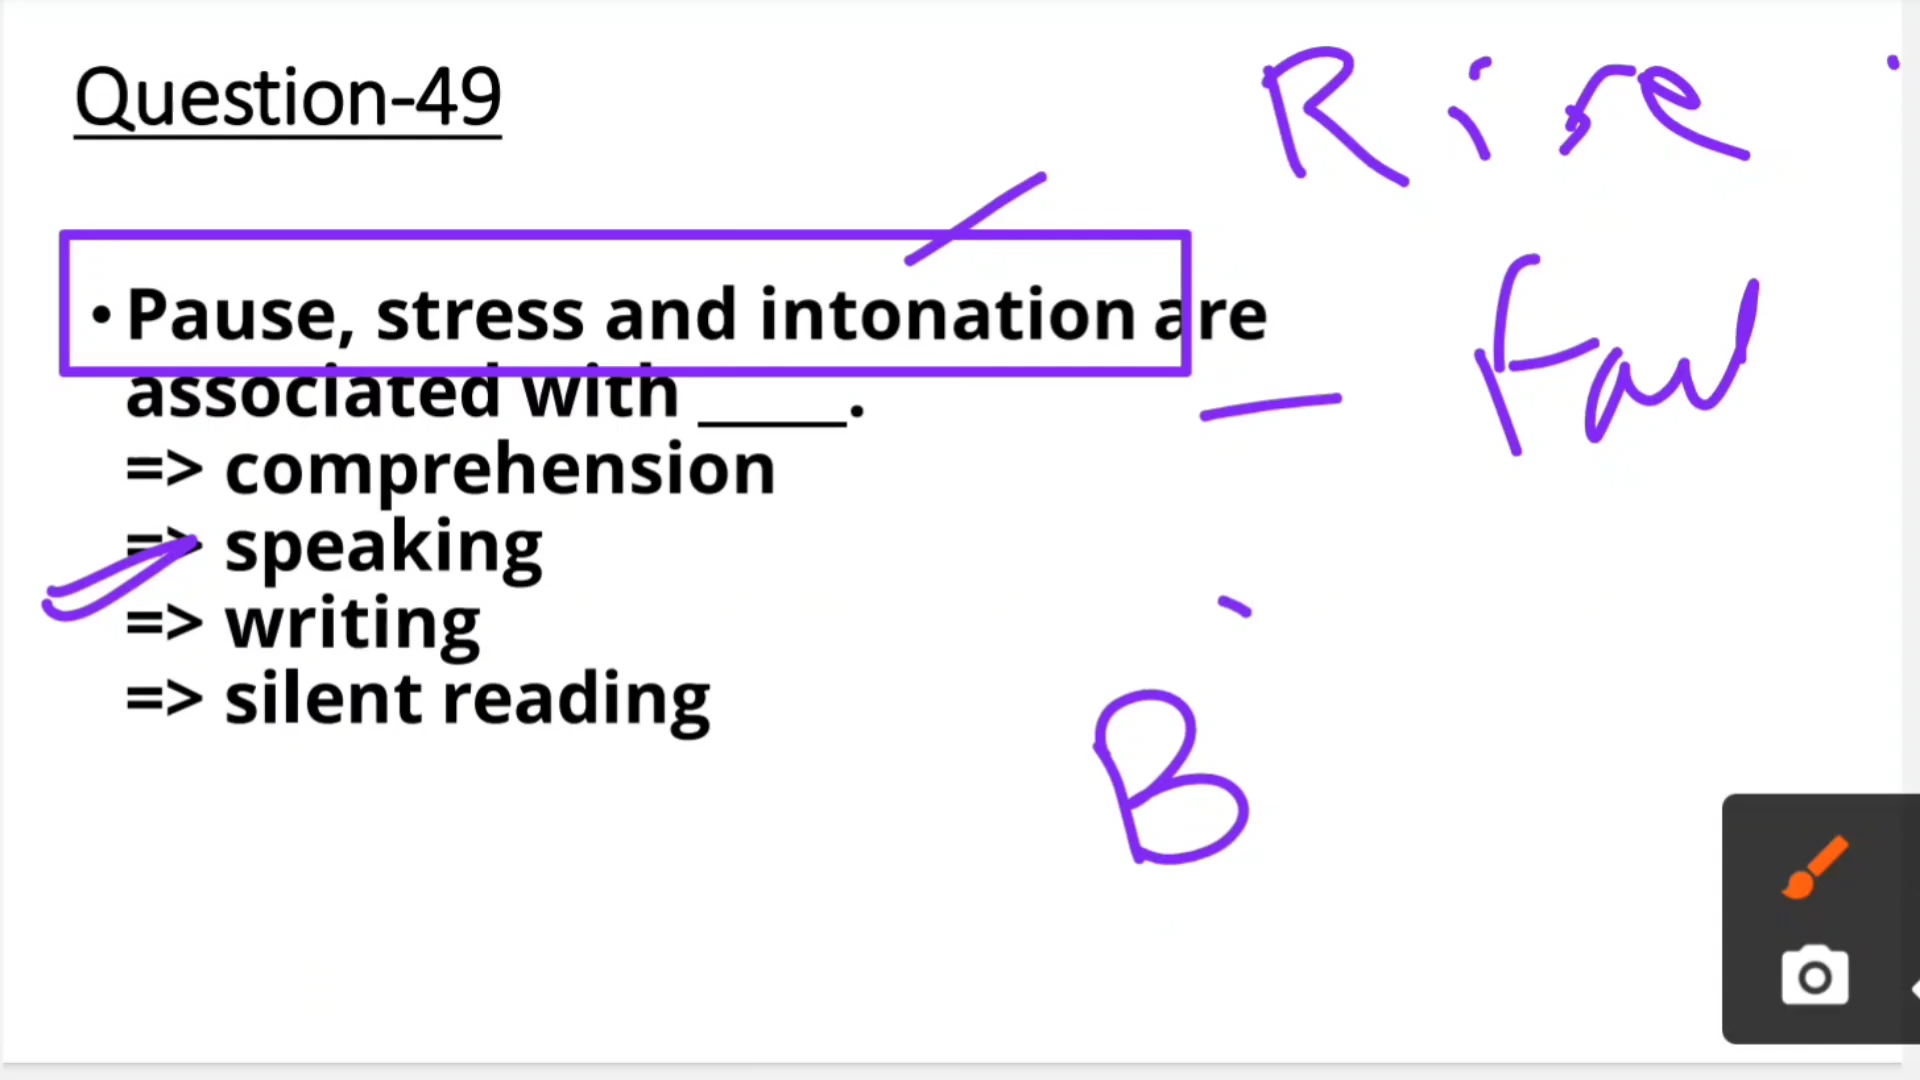 Question-49
Rise
• Pause, stress and intonation are
associated with _____.
Fall
=> comprehension
=> speaking
=> writing
=> silent reading
B